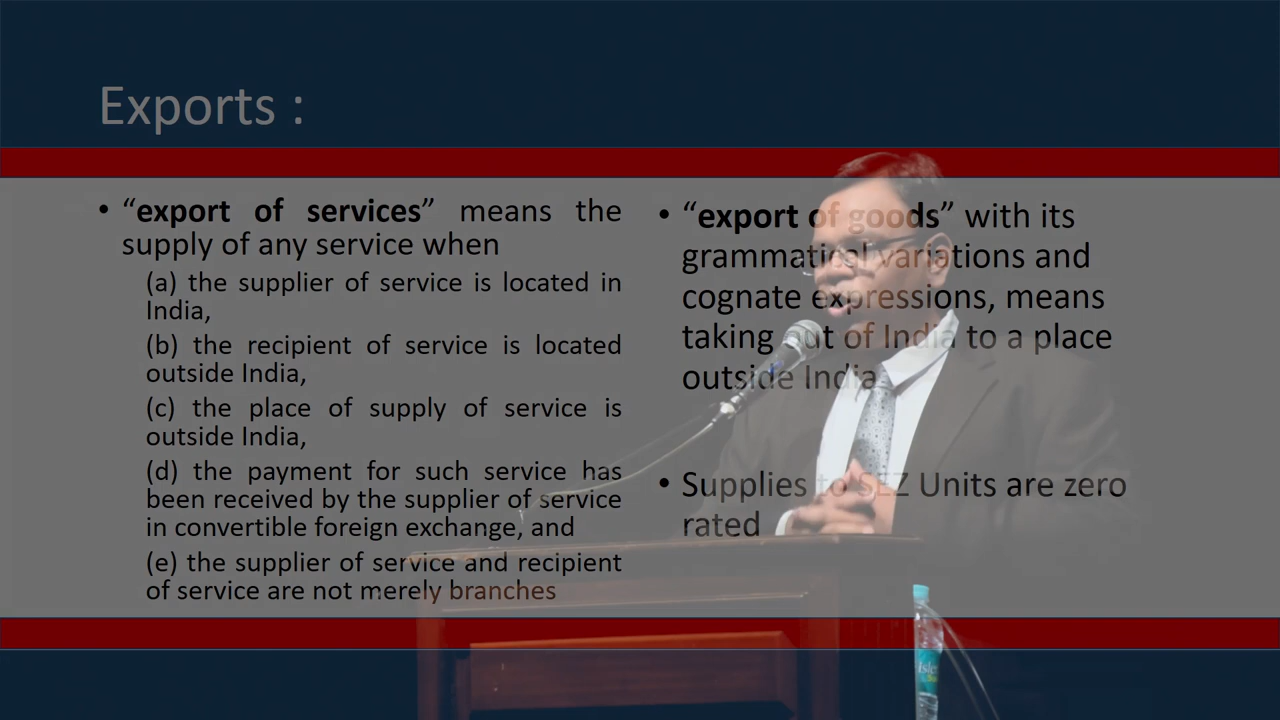 Exports :
• “export of services” means the
supply of any service when
(a) the supplier of service is located in
India,
(b) the recipient of service is located
outside India,
(c) the place of supply of service is
outside India,
(d) the payment for such service has
been received by the supplier of service
in convertible foreign exchange, and
(e) the supplier of service and recipient
of service are not merely branches
• “export of goods” with its
grammatical variations and
cognate expressions, means
taking out of India to a place
outside India
• Supplies to SEZ Units are zero
rated